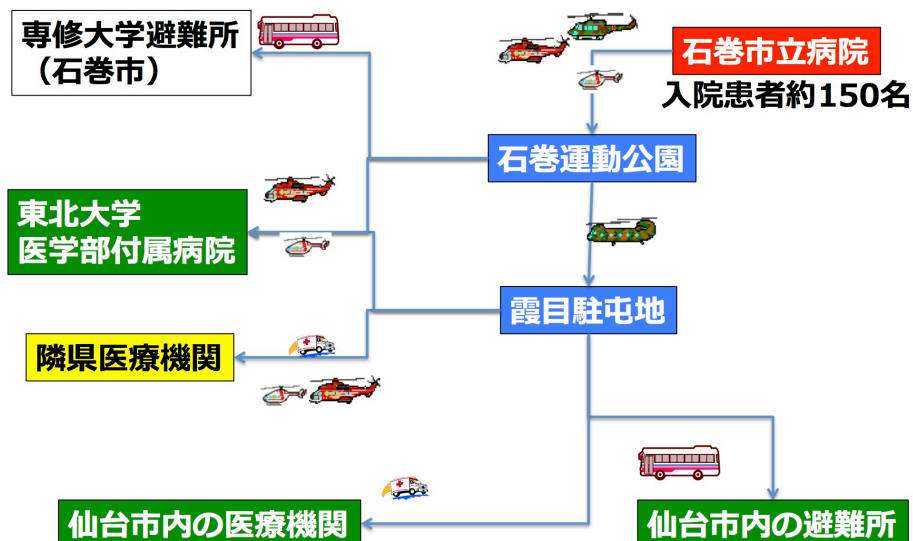 専修大学避難所
（石巻市）
石巻市立病院
入院患者約150名
石巻運動公園
東北大学
医学部付属病院
霞目駐屯地
隣県医療機関
仙台市内の医療機関
仙台市内の避難所